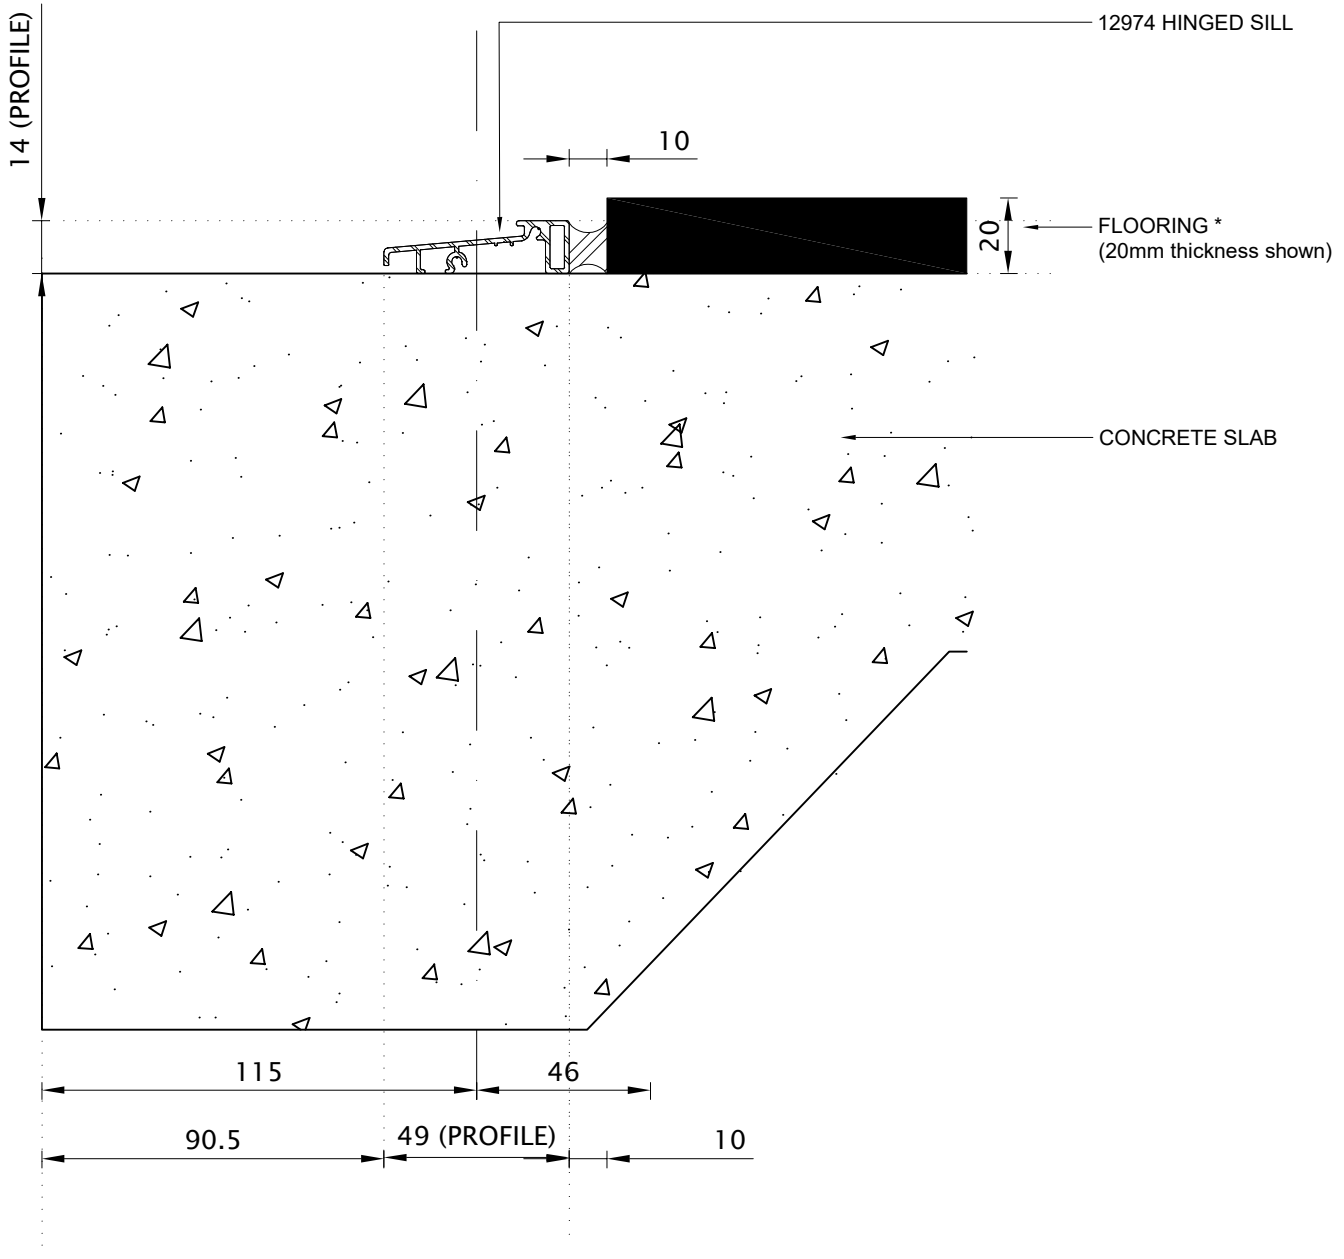 12974 HINGED SILL
14 (PROFILE)
10
20
FLOORING *
(20mm thickness shown)
CONCRETE SLAB
115
46
90.5
49 (PROFILE)
10